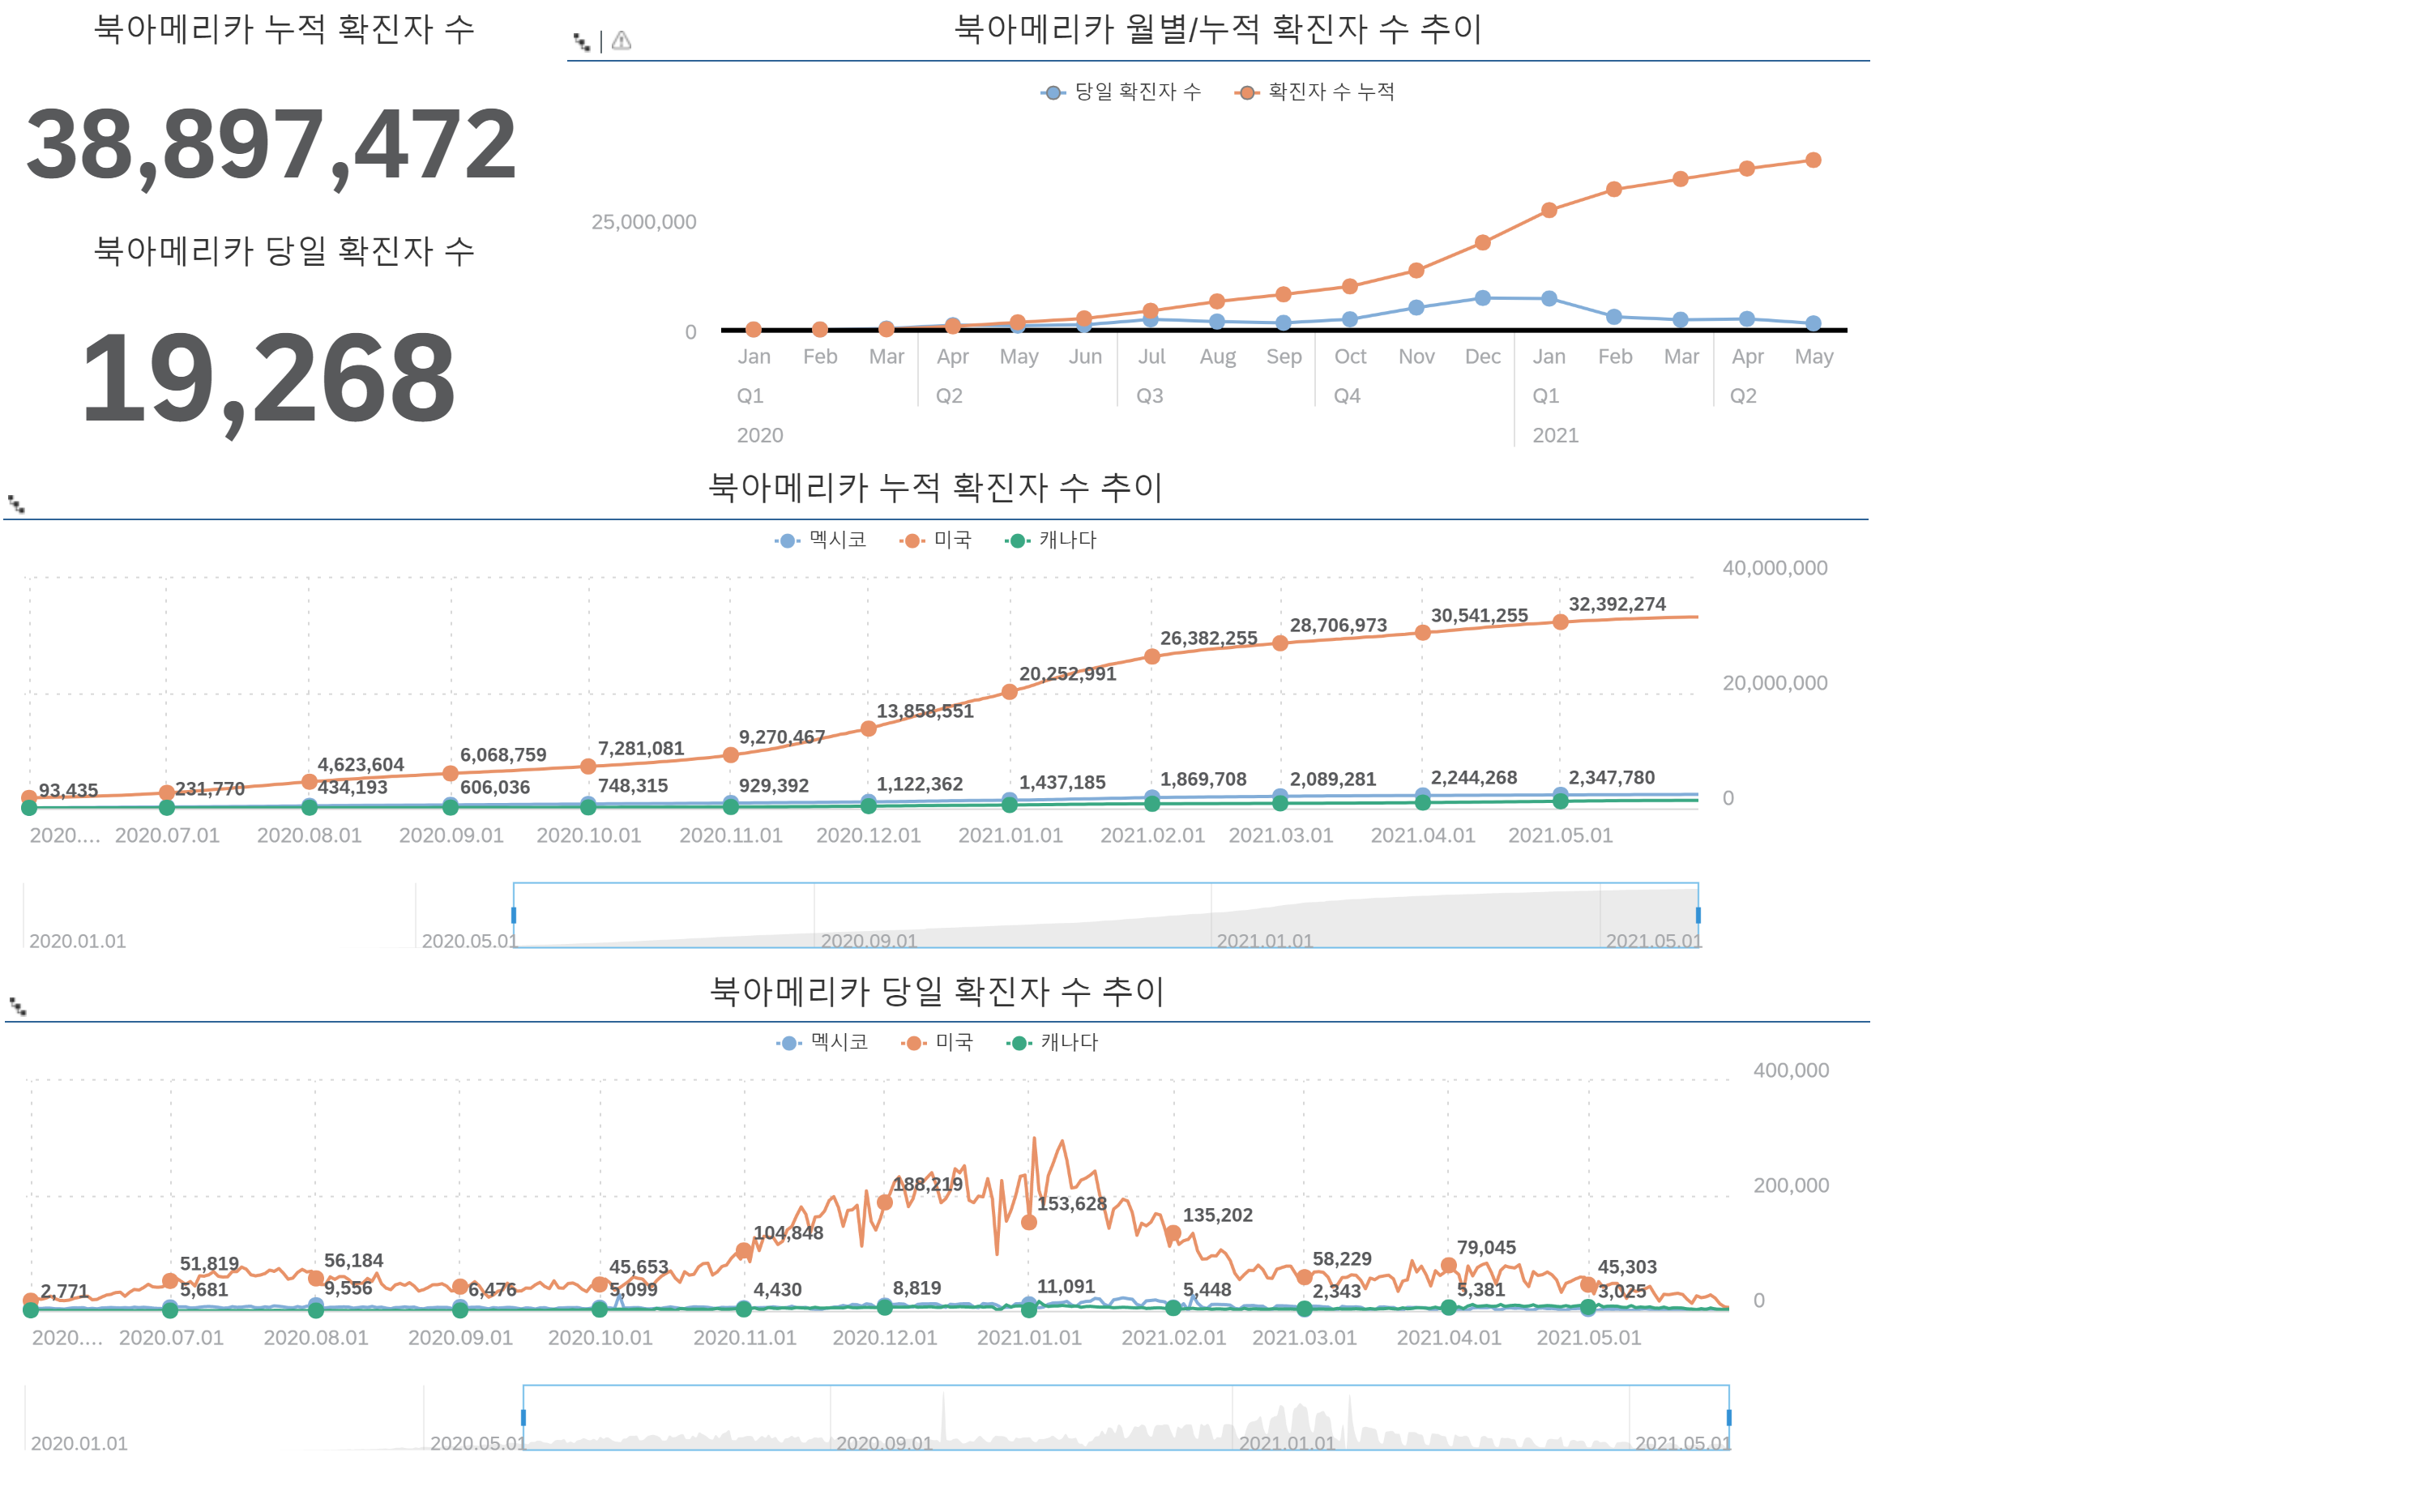 북아메리카 누적 확진자 수
38,897,472
북아메리카 당일 확진자 수
19,268
북아메리카 월별/누적 확진자 수 추이
당일 확진자 수 확진자 수 누적
25,000,000
0
Jan Feb Mar Apr May Jun Jul Aug Sep Oct Nov Dec Jan Feb Mar Apr May
Q1 Q2 Q3 Q4 Q1 Q2
2020 2021
북아메리카 누적 확진자 수 추이
멕시코 미국 캐나다
40,000,000
20,000,000
0
93,435 231,770 4,623,604 6,068,759 7,281,081 9,270,467 13,858,551 20,252,991 26,382,255 28,706,973 30,541,255 32,392,274
434,193 606,036 748,315 929,392 1,122,362 1,437,185 1,869,708 2,089,281 2,244,268 2,347,780
2020.... 2020.07.01 2020.08.01 2020.09.01 2020.10.01 2020.11.01 2020.12.01 2021.01.01 2021.02.01 2021.03.01 2021.04.01 2021.05.01
2020.01.01 2020.05.01 2020.09.01 2021.01.01 2021.05.01
북아메리카 당일 확진자 수 추이
멕시코 미국 캐나다
400,000
200,000
0
51,819 56,184 45,653 104,848 188,219 153,628 135,202 58,229 79,045 45,303
2,771 5,681 9,556 6,476 5,099 4,430 8,819 11,091 5,448 2,343 5,381 3,025
2020.... 2020.07.01 2020.08.01 2020.09.01 2020.10.01 2020.11.01 2020.12.01 2021.01.01 2021.02.01 2021.03.01 2021.04.01 2021.05.01
2020.01.01 2020.05.01 2020.09.01 2021.01.01 2021.05.01